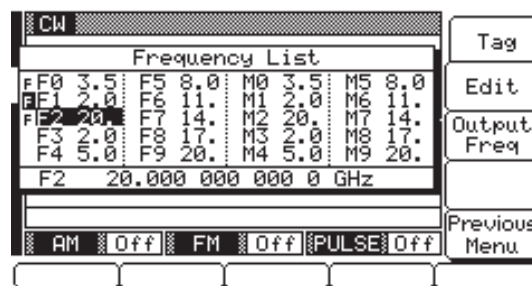 CW
Frequency List
F F0 3.5 F5 8.0 M0 3.5 M5 8.0
F F1 2.0 F6 11. M1 2.0 M6 11.
F F2 20. F7 14. M2 20. M7 14.
F3 2.0 F8 17. M3 2.0 M8 17.
F4 5.0 F9 20. M4 5.0 M9 20.
F2 20.000 000 000 0 GHz
AM Off FM Off PULSE Off
Tag
Edit
Output
Freq
Previous
Menu